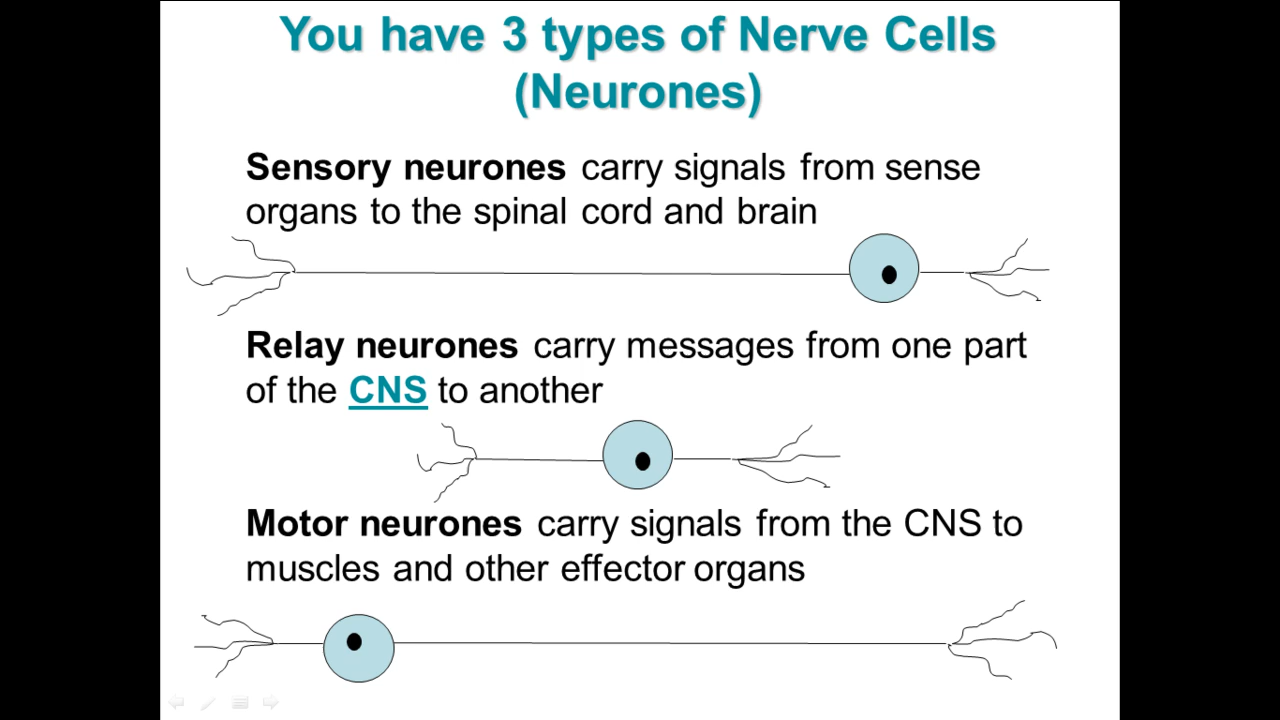 You have 3 types of Nerve Cells
(Neurones)
Sensory neurones carry signals from sense
organs to the spinal cord and brain
Relay neurones carry messages from one part
of the CNS to another
Motor neurones carry signals from the CNS to
muscles and other effector organs